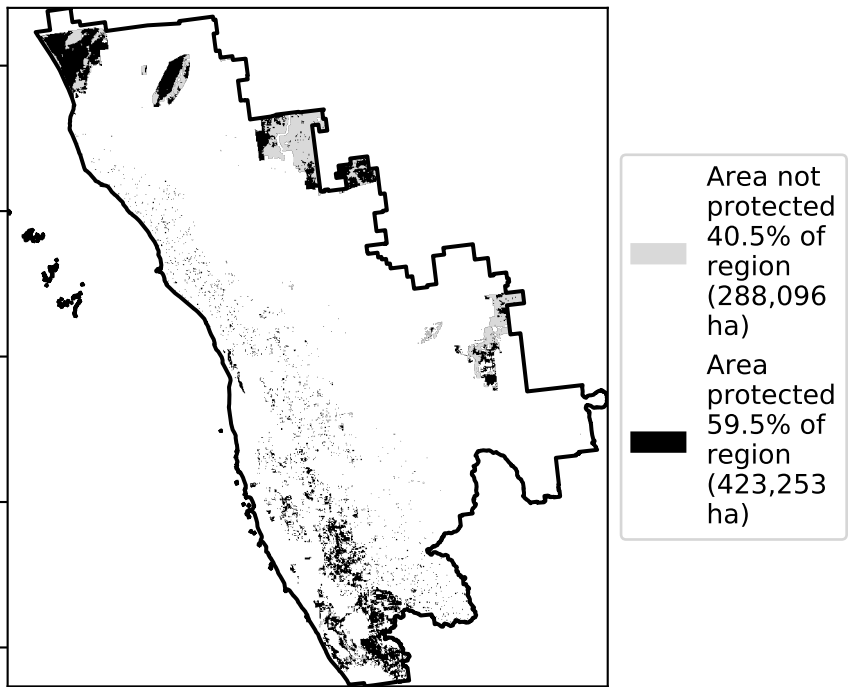 Area not
protected
40.5% of
region
(288,096
ha)
Area
protected
59.5% of
region
(423,253
ha)